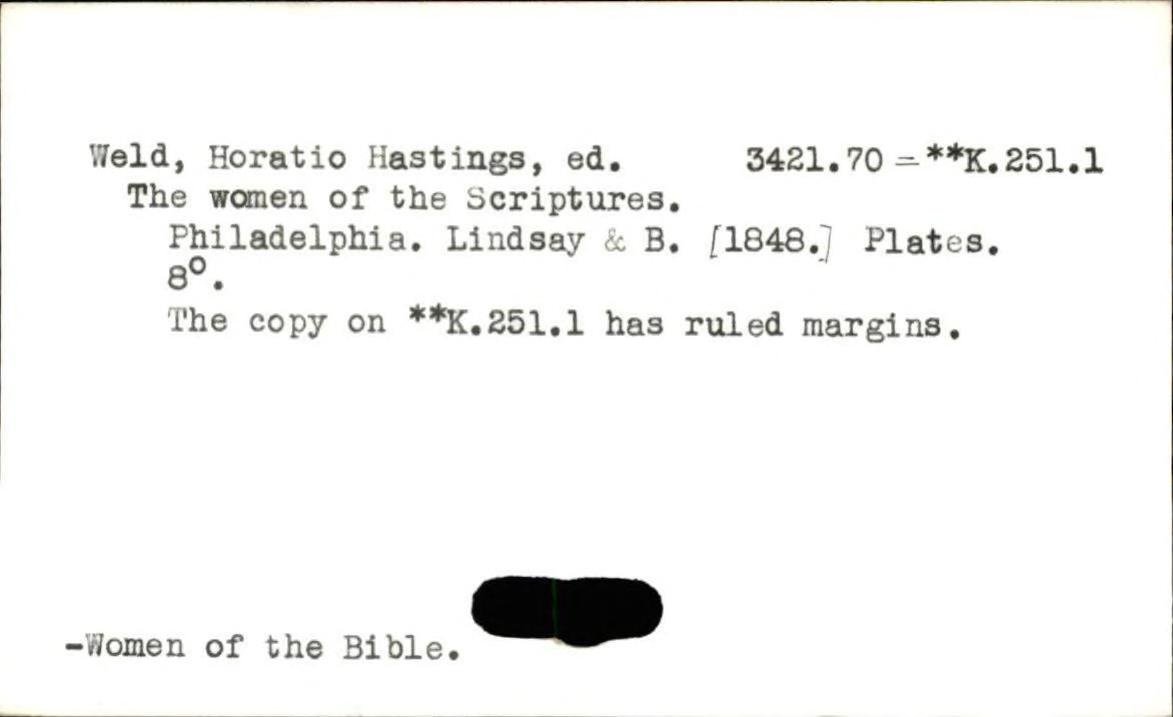 Weld, Horatio Hastings, ed. 3421.70 = **K.251.1
The women of the Scriptures.
Philadelphia. Lindsay & B. [1848.] Plates.
8°.
The copy on **K.251.1 has ruled margins.
-Women of the Bible.